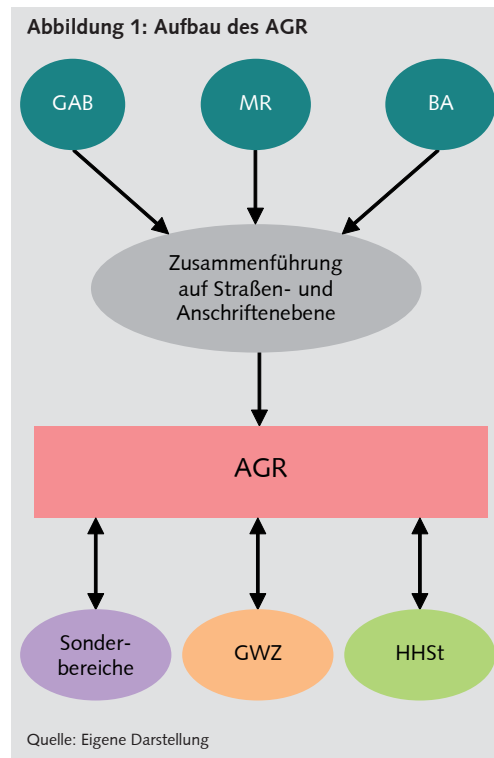 Abbildung 1: Aufbau des AGR
GAB
MR
BA
Zusammenführung
auf Straßen- und
Anschriftenebene
AGR
Sonder-
bereiche
GWZ
HHSt
Quelle: Eigene Darstellung